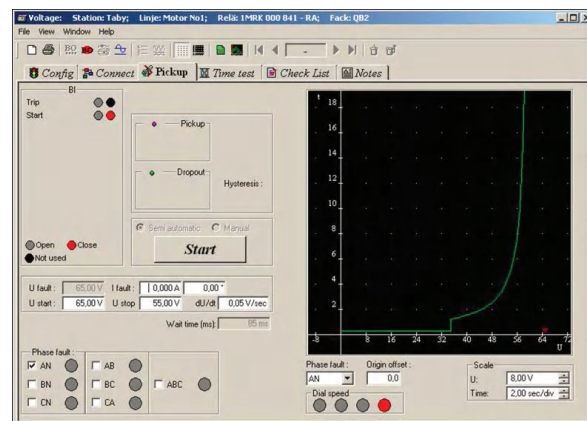 Voltage: Station: Taby; Linje: Motor No1; Relä: 1MRK 000 841 - RA; Fack: QB2
File View Window Help
Config Connect Pickup Time test Check List Notes
BI
Trip
Start
Open Close
Not used
Pickup
Dropout
Hysteresis :
Semi automatic Manual
Start
U fault : 65,00 V I fault : 0,000 A 0,00 °
U start : 65,00 V U stop 55,00 V dU/dt 0,05 V/sec
Wait time (ms): 85 ms
Phase fault :
AN AB
BN BC ABC
CN CA
t
18
16
14
12
10
8
6
4
2
-8 0 8 16 24 32 40 48 56 64 72
U
Phase fault : Origin offset :
AN 0,0
Dial speed
Scale
U: 8,00 V
Time: 2,00 sec/div